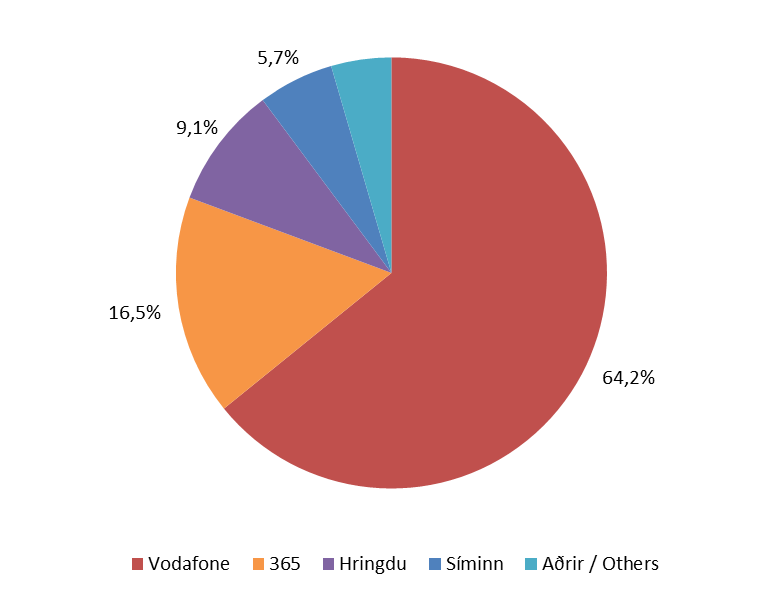 5,7%
9,1%
16,5%
64,2%
Vodafone 365 Hringdu Síminn Aðrir / Others